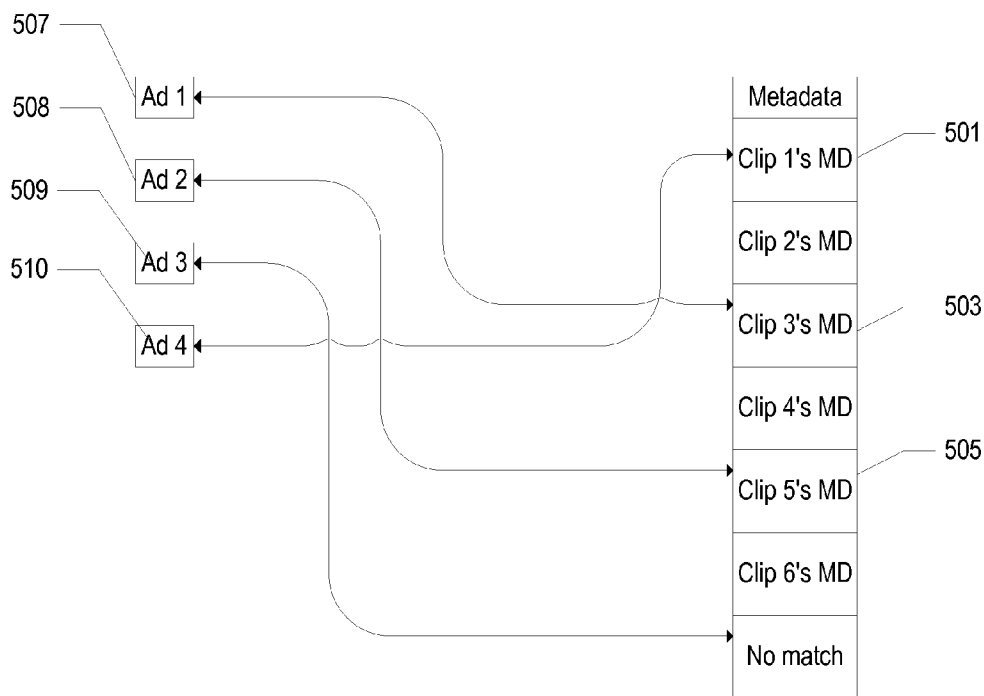 507
Ad 1
508
Ad 2
509
Ad 3
510
Ad 4
Metadata
Clip 1's MD
501
Clip 2's MD
Clip 3's MD
503
Clip 4's MD
Clip 5's MD
505
Clip 6's MD
No match